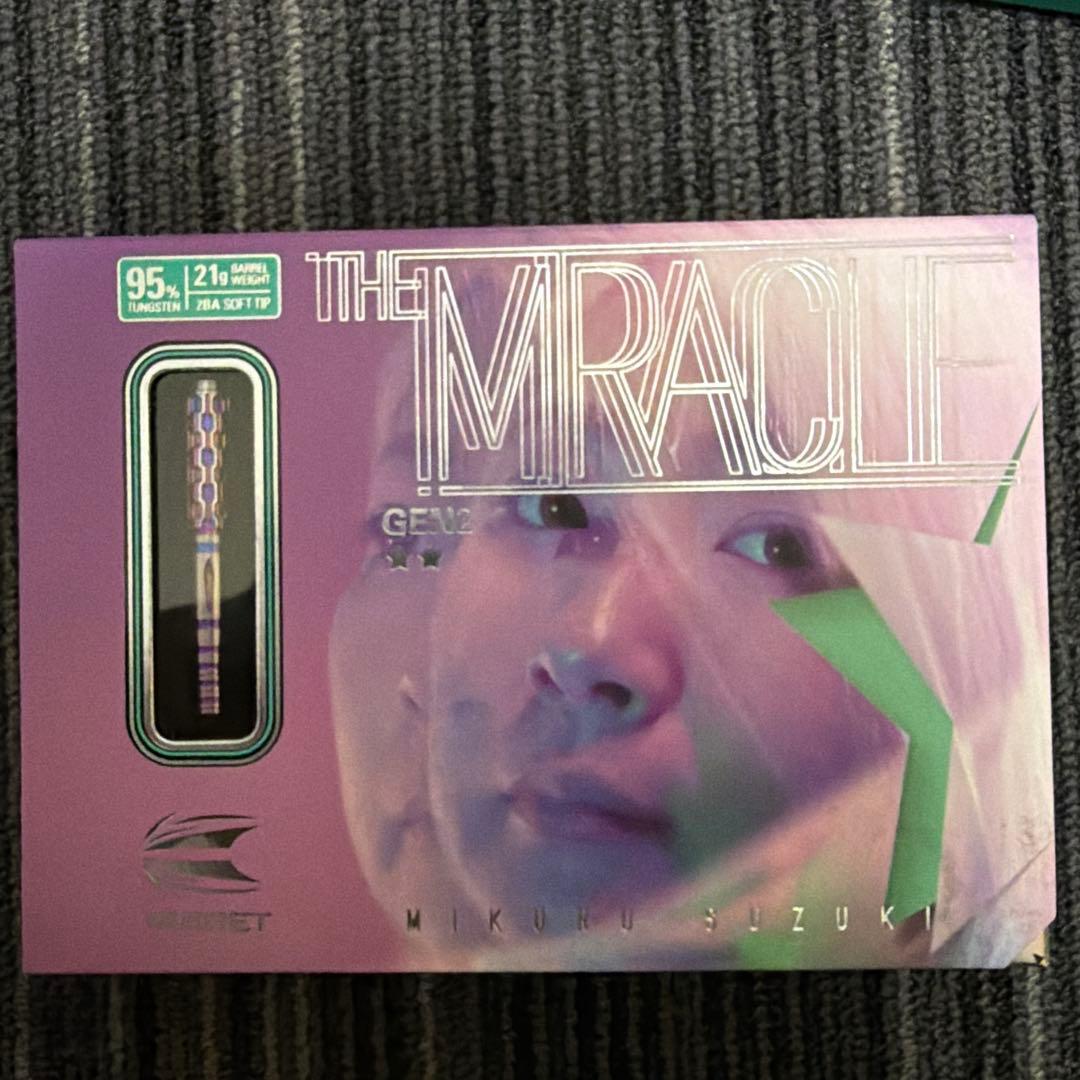 95% TUNGSTEN
21g BARREL WEIGHT
2BA SOFT TIP
THE MIRACLE
GEN2
TARGET
MIKURU SUZUKI